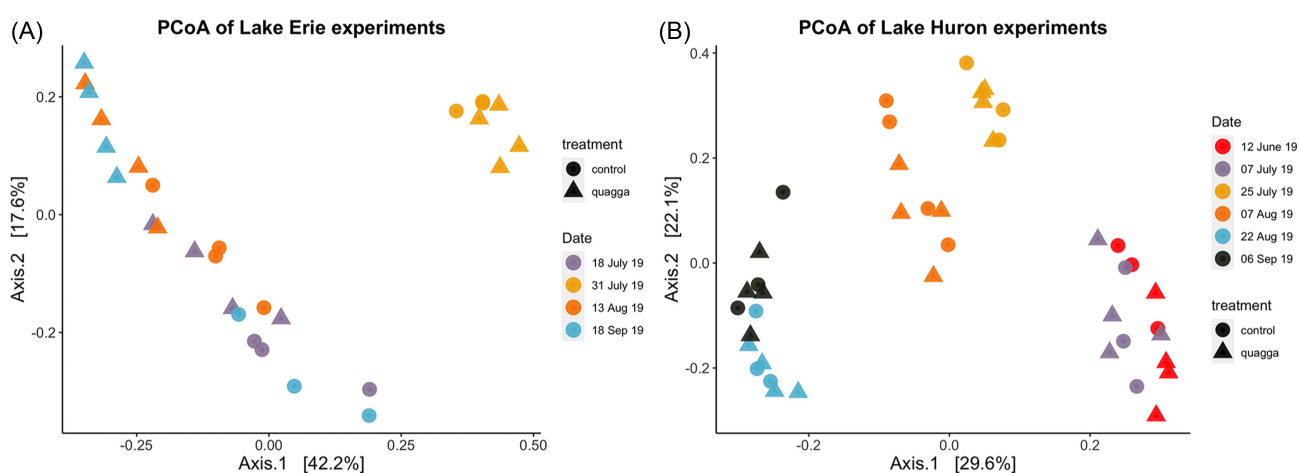 (A)
PCoA of Lake Erie experiments
0.2
0.0
-0.2
Axis.2 [17.6%]
-0.25
0.00
0.25
0.50
Axis.1 [42.2%]
treatment
control
quagga
Date
18 July 19
31 July 19
13 Aug 19
18 Sep 19
(B)
PCoA of Lake Huron experiments
0.4
0.2
0.0
-0.2
Axis.2 [22.1%]
-0.2
0.0
0.2
Axis.1 [29.6%]
Date
12 June 19
07 July 19
25 July 19
07 Aug 19
22 Aug 19
06 Sep 19
treatment
control
quagga